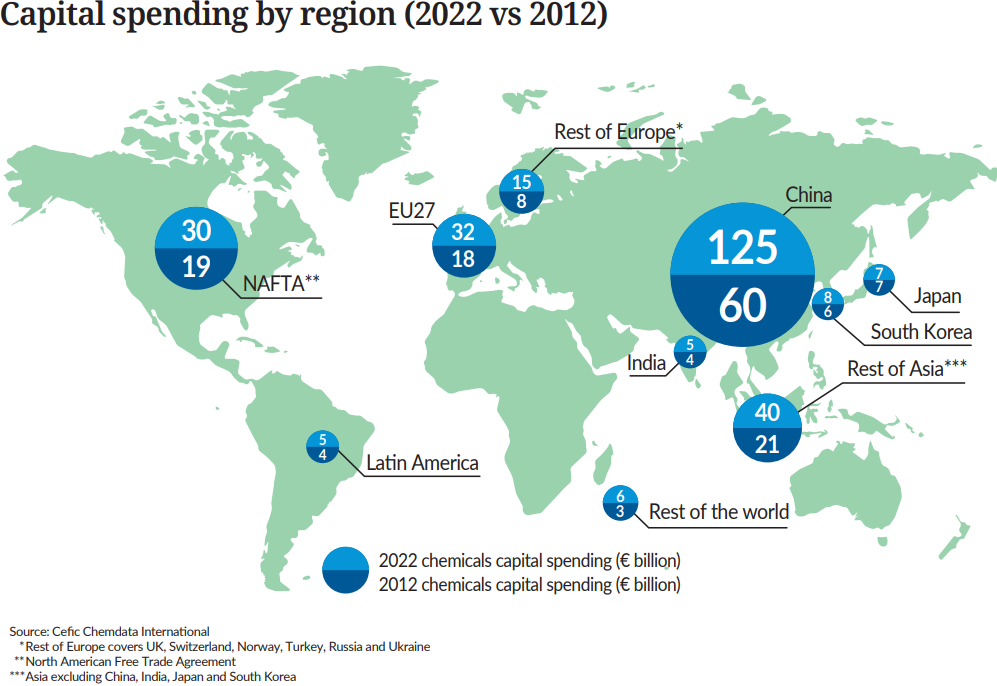 Capital spending by region (2022 vs 2012)
Rest of Europe*
15
8
China
EU27
32
18
30
19
NAFTA**
125
60
7
7
Japan
8
6
South Korea
India
5
4
Rest of Asia***
40
21
5
4
Latin America
6
3
Rest of the world
2022 chemicals capital spending (€ billion)
2012 chemicals capital spending (€ billion)
Source: Cefic Chemdata International
*Rest of Europe covers UK, Switzerland, Norway, Turkey, Russia and Ukraine
**North American Free Trade Agreement
***Asia excluding China, India, Japan and South Korea